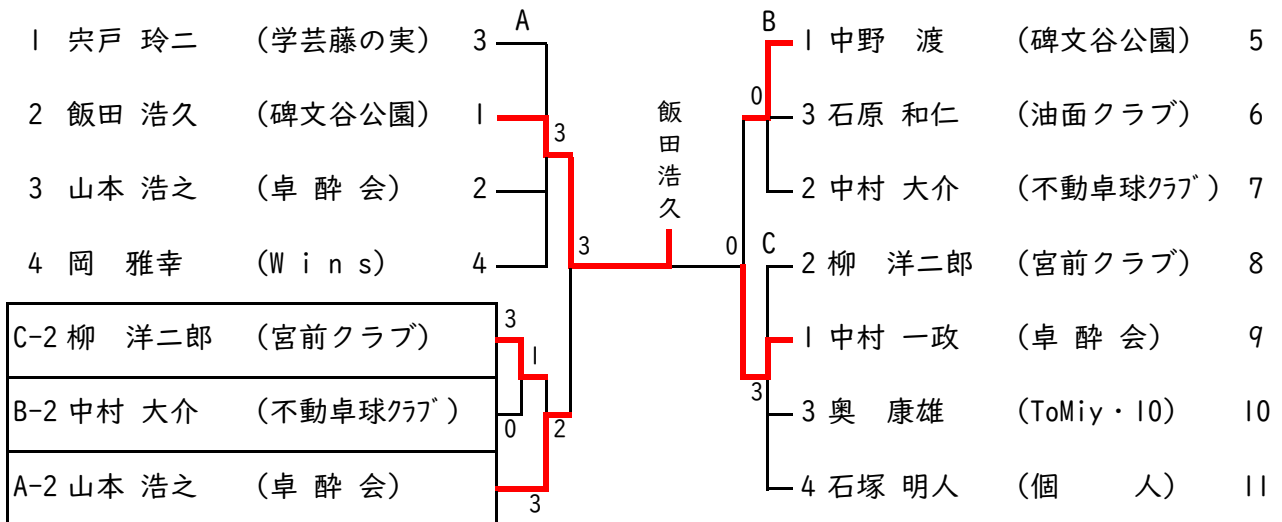 A
1 宍戸 玲二 (学芸藤の実) 3
2 飯田 浩久 (碑文谷公園) 1
3
3 山本 浩之 (卓 酔 会) 2
4 岡 雅幸 (Wins) 4
3
C-2 柳 洋二郎 (宮前クラブ) 3
1
B-2 中村 大介 (不動卓球クラブ) 0
2
A-2 山本 浩之 (卓 酔 会) 3
飯田浩久
B
1 中野 渡 (碑文谷公園) 5
0
3 石原 和仁 (油面クラブ) 6
2 中村 大介 (不動卓球クラブ) 7
0
C
2 柳 洋二郎 (宮前クラブ) 8
1 中村 一政 (卓 酔 会) 9
3
3 奥 康雄 (ToMiy・10) 10
4 石塚 明人 (個 人) 11